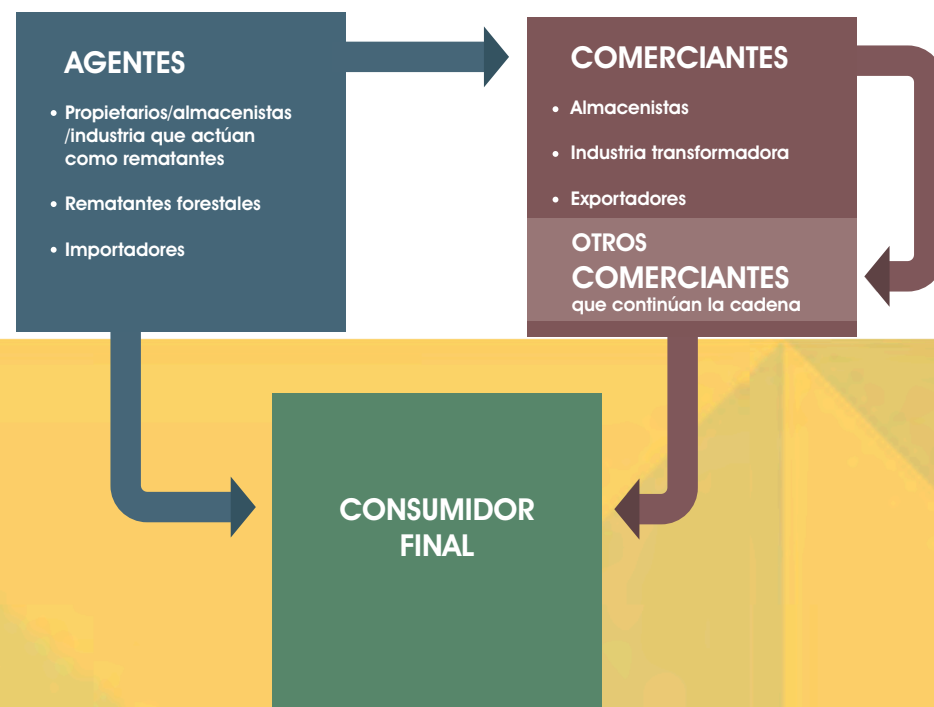 AGENTES
• Propietarios/almacenistas
/industria que actúan
como rematantes
• Rematantes forestales
• Importadores
COMERCIANTES
• Almacenistas
• Industria transformadora
• Exportadores
OTROS
COMERCIANTES
que continúan la cadena
CONSUMIDOR
FINAL